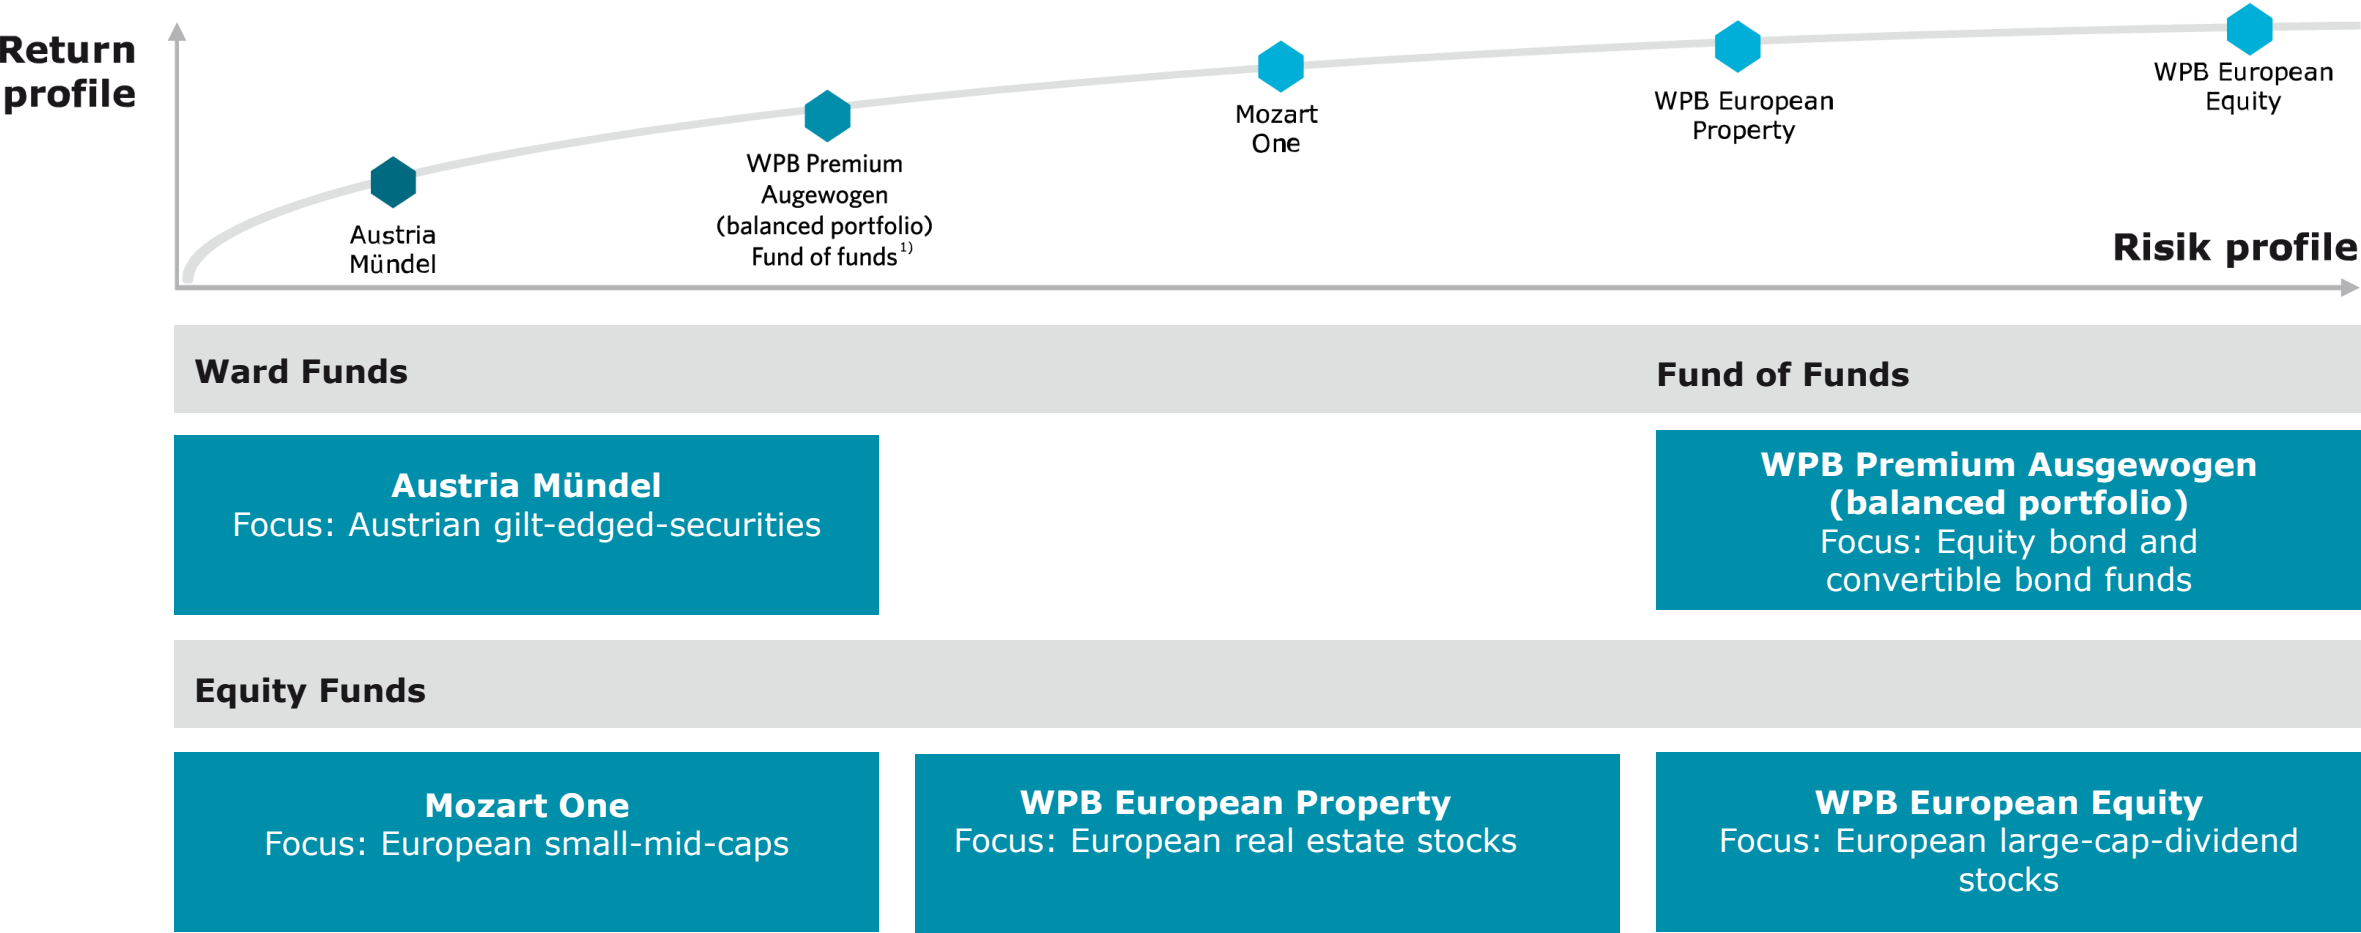 Return
profile
WPB European
Equity
WPB European
Property
Mozart
One
WPB Premium
Augewogen
(balanced portfolio)
Fund of funds 1)
Austria
Mündel
Risik profile
Ward Funds
Fund of Funds
Austria Mündel
Focus: Austrian gilt-edged-securities
WPB Premium Ausgewogen
(balanced portfolio)
Focus: Equity bond and
convertible bond funds
Equity Funds
Mozart One
Focus: European small-mid-caps
WPB European Property
Focus: European real estate stocks
WPB European Equity
Focus: European large-cap-dividend
stocks